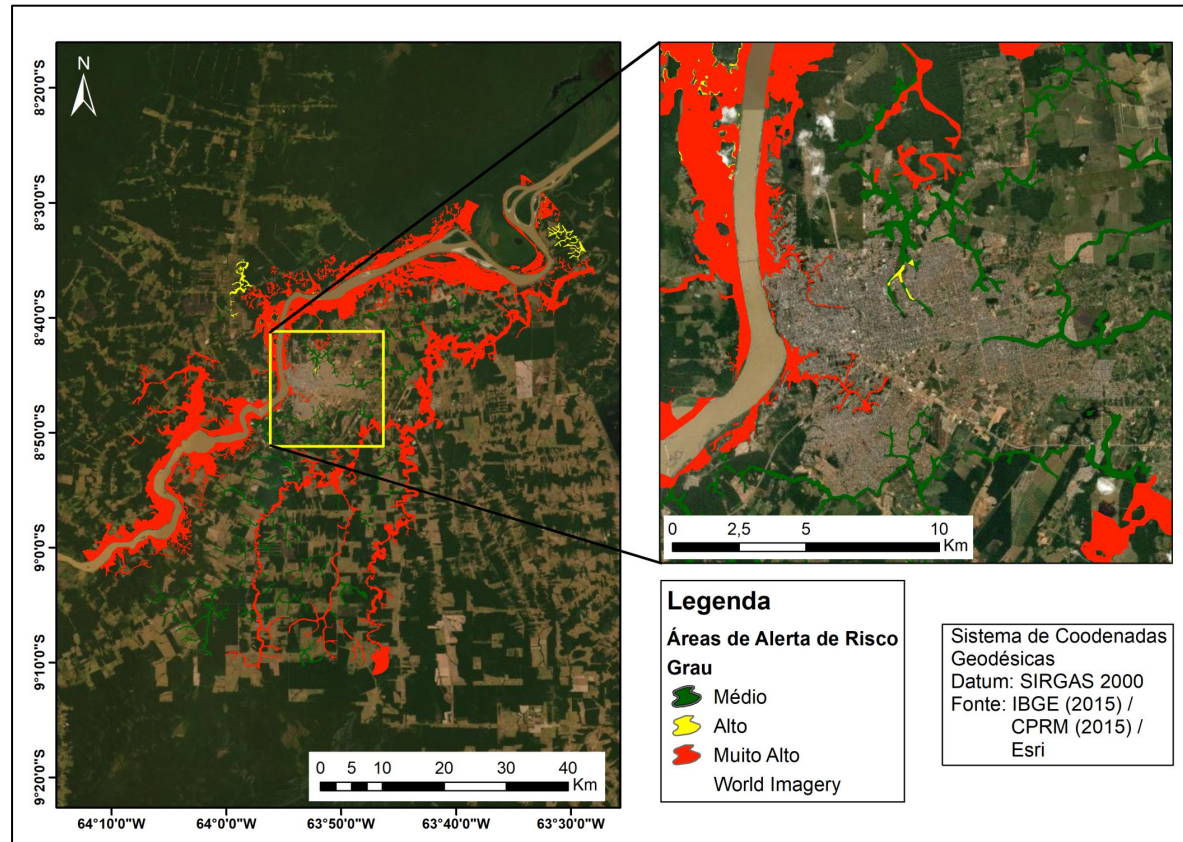 N
8°20'0"S
8°30'0"S
8°40'0"S
8°50'0"S
9°0'0"S
9°10'0"S
9°20'0"S
64°10'0"W 64°0'0"W 63°50'0"W 63°40'0"W 63°30'0"W
0 5 10 20 30 40
Km
0 2,5 5 10
Km
Legenda
Áreas de Alerta de Risco
Grau
Médio
Alto
Muito Alto
World Imagery
Sistema de Coodenadas
Geodésicas
Datum: SIRGAS 2000
Fonte: IBGE (2015) /
CPRM (2015) /
Esri